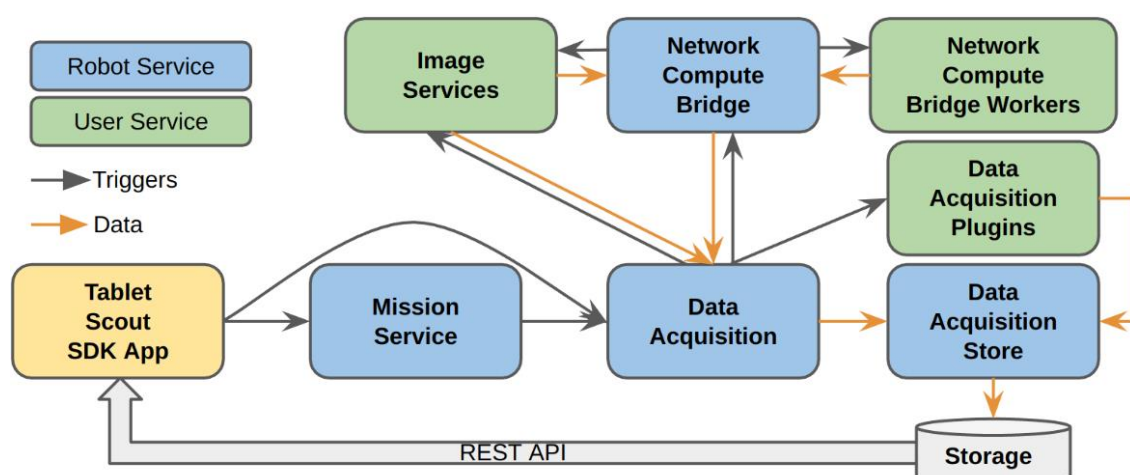 Robot Service
User Service
Triggers
Data
Image
Services
Network
Compute
Bridge
Network
Compute
Bridge Workers
Data
Acquisition
Plugins
Tablet
Scout
SDK App
Mission
Service
Data
Acquisition
Data
Acquisition
Store
REST API
Storage